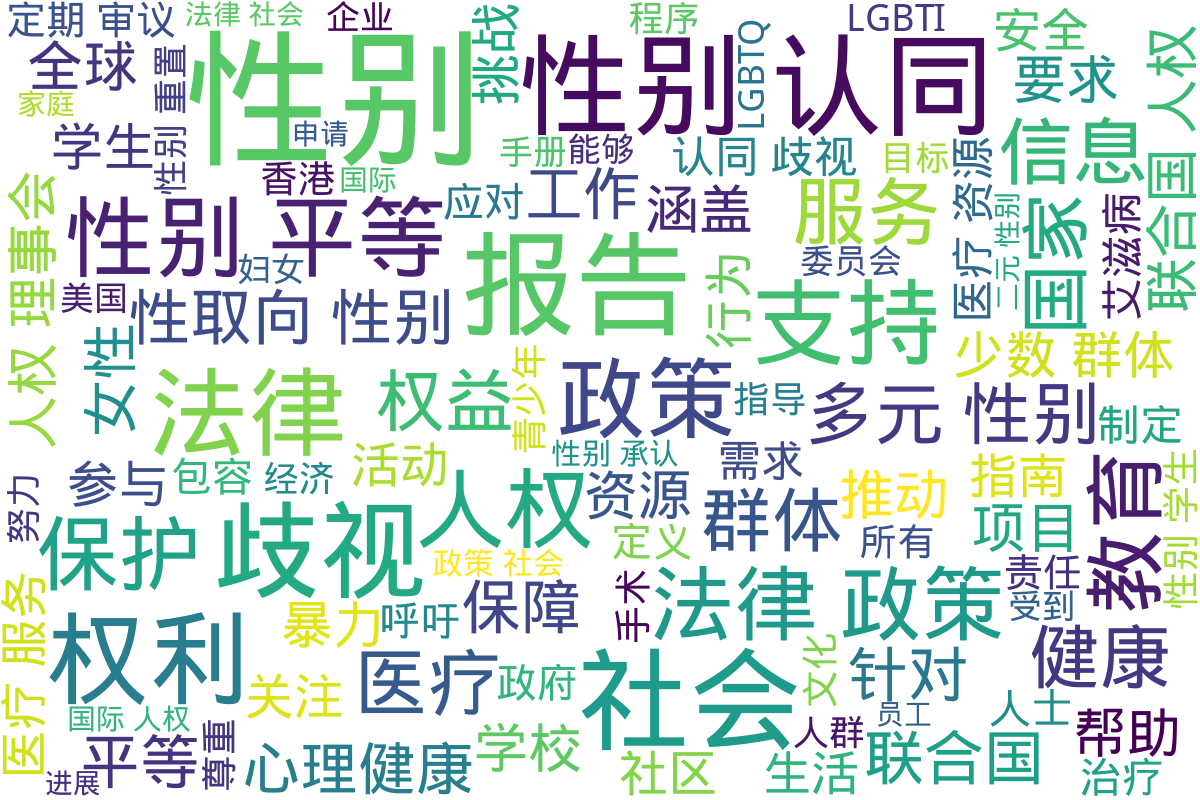 定期 审议
法律 社会
企业
程序
LGBTI
安全
人权
全球
重置
性别
挑战
性别 认同
LGBTQ
要求
家庭
学生
性别
申请
手册
能够
认同 歧视
目标
医疗 资源
信息
联合国 人权
香港
国际
应对
工作
涵盖
服务
二元 性别
国家
艾滋病
人权 理事会
性别 平等
妇女
报告
委员会
美国
性取向 性别
行为
支持
少数 群体
女性
法律
权益
青少年
政策
指导
多元 性别
制定
参与
包容
经济
活动
性别 承认
需求
指南
教育
性别 学生
努力
保护
歧视
人权
资源
群体
推动
所有
项目
定义
政策 社会
责任
受到
医疗 服务
权利
暴力
呼吁
保障
手术
法律 政策
健康
关注
医疗
政府
社会
文化
针对
国际 人权
尊重
员工
人士
帮助
平等
心理健康
学校
人群
联合国
进展
社区
生活
治疗